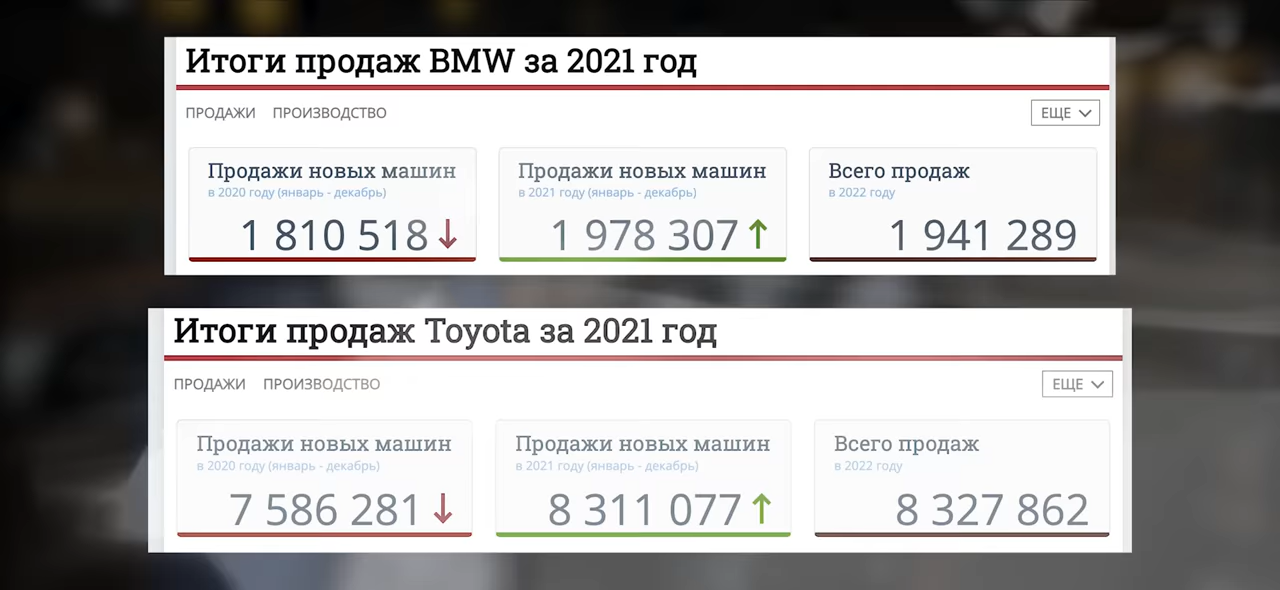 Итоги продаж BMW за 2021 год
ПРОДАЖИ ПРОИЗВОДСТВО ЕЩЕ
Продажи новых машин
в 2020 году (январь - декабрь)
1 810 518
Продажи новых машин
в 2021 году (январь - декабрь)
1 978 307
Всего продаж
в 2022 году
1 941 289
Итоги продаж Toyota за 2021 год
ПРОДАЖИ ПРОИЗВОДСТВО ЕЩЕ
Продажи новых машин
в 2020 году (январь - декабрь)
7 586 281
Продажи новых машин
в 2021 году (январь - декабрь)
8 311 077
Всего продаж
в 2022 году
8 327 862